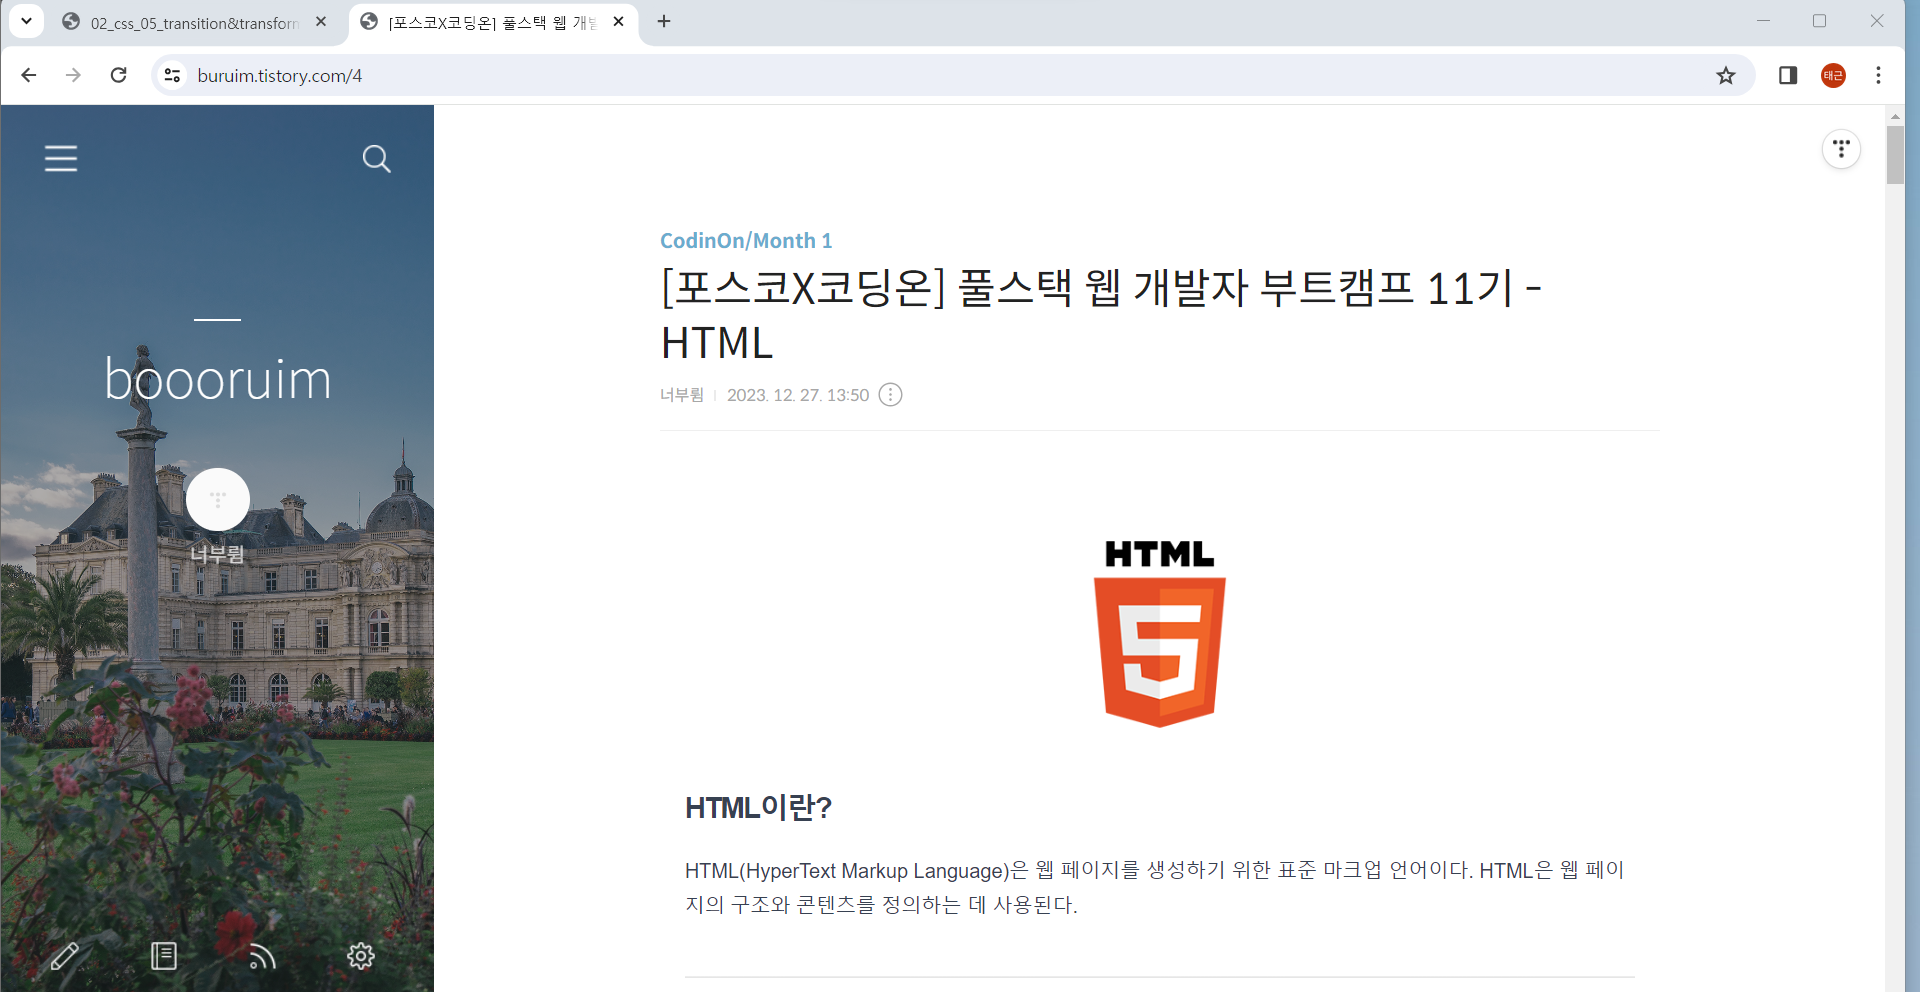 02_css_05_transition&transform
[포스코X코딩온] 풀스택 웹 개발
buruim.tistory.com/4
태근
boooruim
너부륌
CodinOn/Month 1
[포스코X코딩온] 풀스택 웹 개발자 부트캠프 11기 -
HTML
너부륌 2023. 12. 27. 13:50
HTML
5
HTML이란?
HTML(HyperText Markup Language)은 웹 페이지를 생성하기 위한 표준 마크업 언어이다. HTML은 웹 페이
지의 구조와 콘텐츠를 정의하는 데 사용된다.